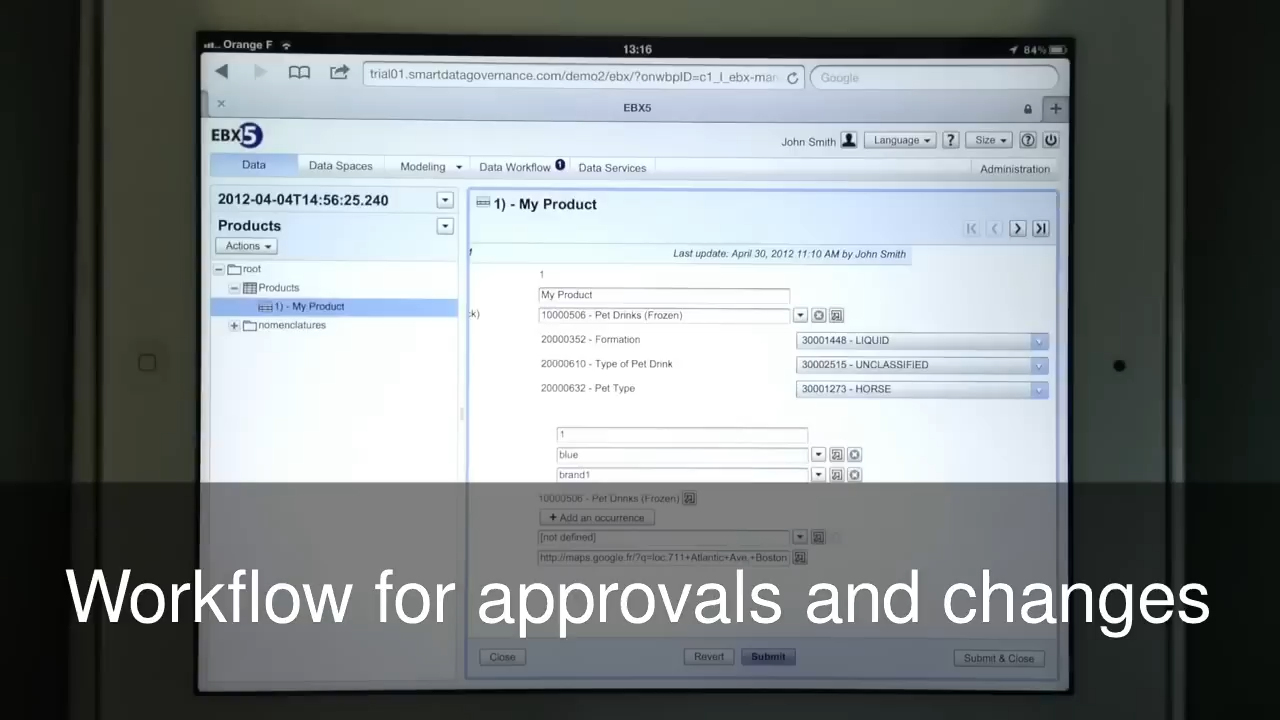 Orange F 13:16 84%
trial01.smartdatagovernance.com/demo2/ebx/?onwbpID=c1_I_ebx-mar Google
EBX5
EBX5 John Smith Language ? Size ?
Data Data Spaces Modeling Data Workflow 1 Data Services Administration
2012-04-04T14:56:25.240
1) - My Product
Products
Actions
Last update: April 30, 2012 11:10 AM by John Smith
root
1
Products
My Product
1) - My Product
k)
10000506 - Pet Drinks (Frozen)
nomenclatures
20000352 - Formation 30001448 - LIQUID
20000610 - Type of Pet Drink 30002515 - UNCLASSIFIED
20000632 - Pet Type 30001273 - HORSE
1
blue
brand1
10000506 - Pet Drinks (Frozen)
+ Add an occurrence
[not defined]
http://maps.google.fr/?q=loc:711+Atlantic+Ave,+Boston
Workflow for approvals and changes
Close Revert Submit Submit & Close